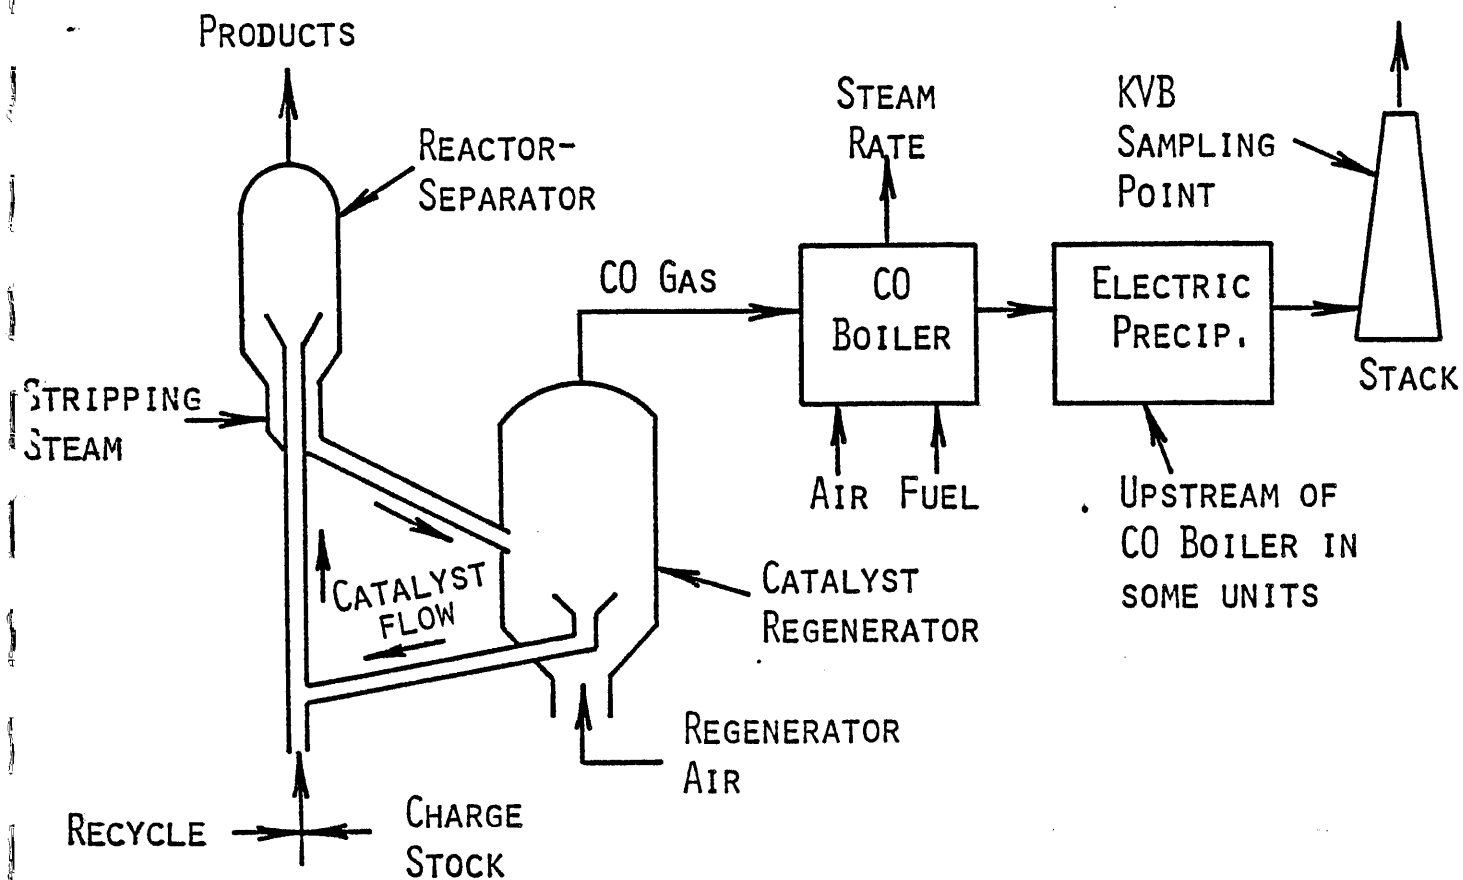 PRODUCTS
REACTOR-
SEPARATOR
STEAM
RATE
KVB
SAMPLING
POINT
CO GAS
CO
BOILER
ELECTRIC
PRECIP.
STACK
STRIPPING
STEAM
AIR FUEL
UPSTREAM OF
CO BOILER IN
SOME UNITS
CATALYST
FLOW
CATALYST
REGENERATOR
REGENERATOR
AIR
RECYCLE
CHARGE
STOCK